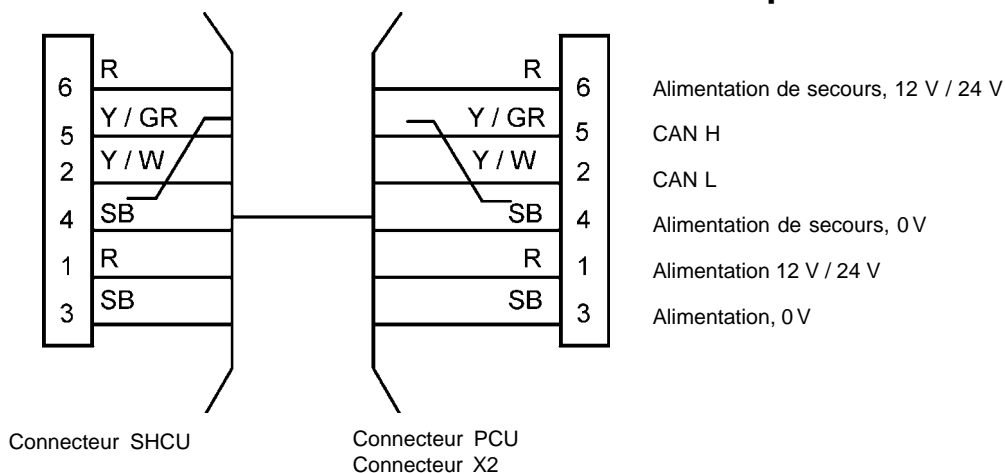 6 R R 6 Alimentation de secours, 12 V / 24 V
5 Y / GR Y / GR 5 CAN H
2 Y / W Y / W 2 CAN L
4 SB SB 4 Alimentation de secours, 0 V
1 R R 1 Alimentation 12 V / 24 V
3 SB SB 3 Alimentation, 0 V
Connecteur SHCU
Connecteur PCU
Connecteur X2